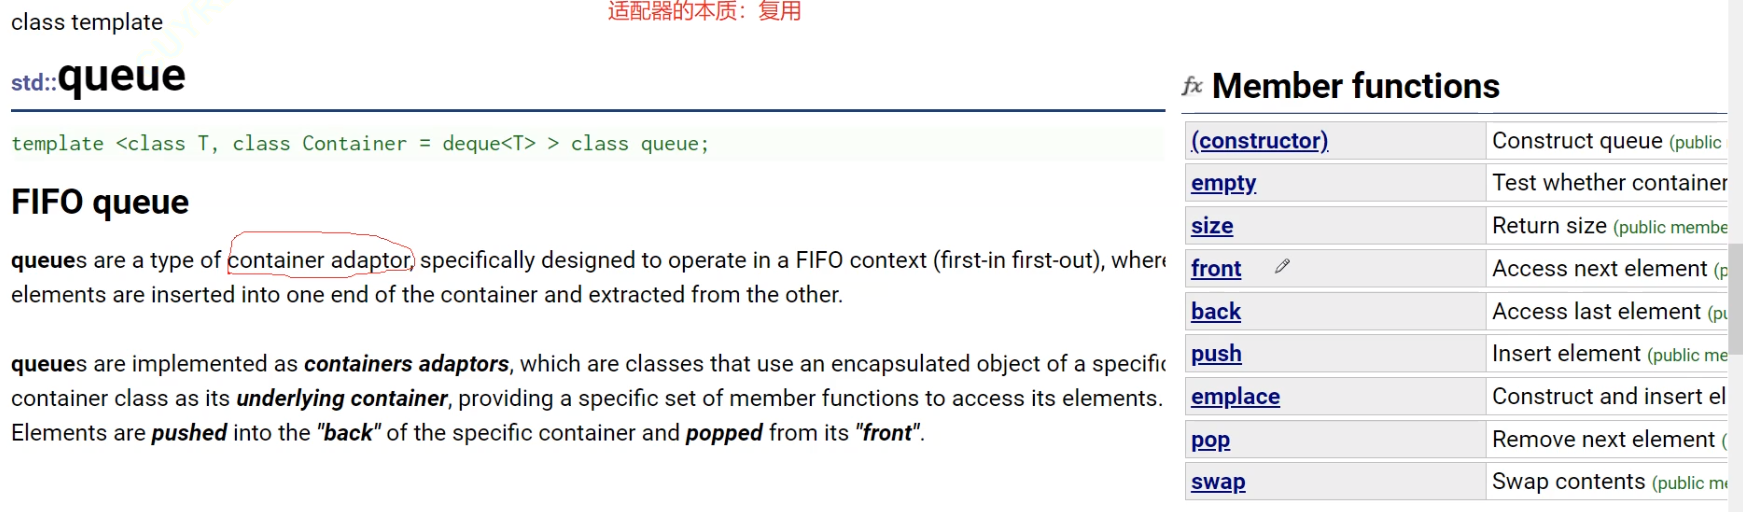 适配器的本质：复用
class template
std::queue
template <class T, class Container = deque<T> > class queue;
FIFO queue
queues are a type of container adaptor, specifically designed to operate in a FIFO context (first-in first-out), where
elements are inserted into one end of the container and extracted from the other.
queues are implemented as containers adaptors, which are classes that use an encapsulated object of a specific
container class as its underlying container, providing a specific set of member functions to access its elements.
Elements are pushed into the "back" of the specific container and popped from its "front".
fx Member functions
(constructor) Construct queue (public
empty Test whether container
size Return size (public membe
front Access next element (p
back Access last element (pu
push Insert element (public me
emplace Construct and insert el
pop Remove next element (
swap Swap contents (public me